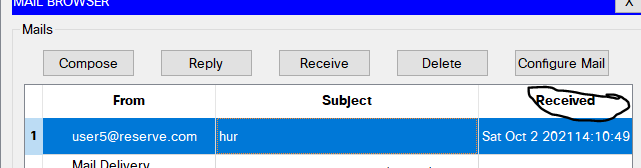 MAIL BROWSER
X
Mails
Compose Reply Receive Delete Configure Mail
From Subject Received
1 user5@reserve.com hur Sat Oct 2 202114:10:49
Mail Delivery